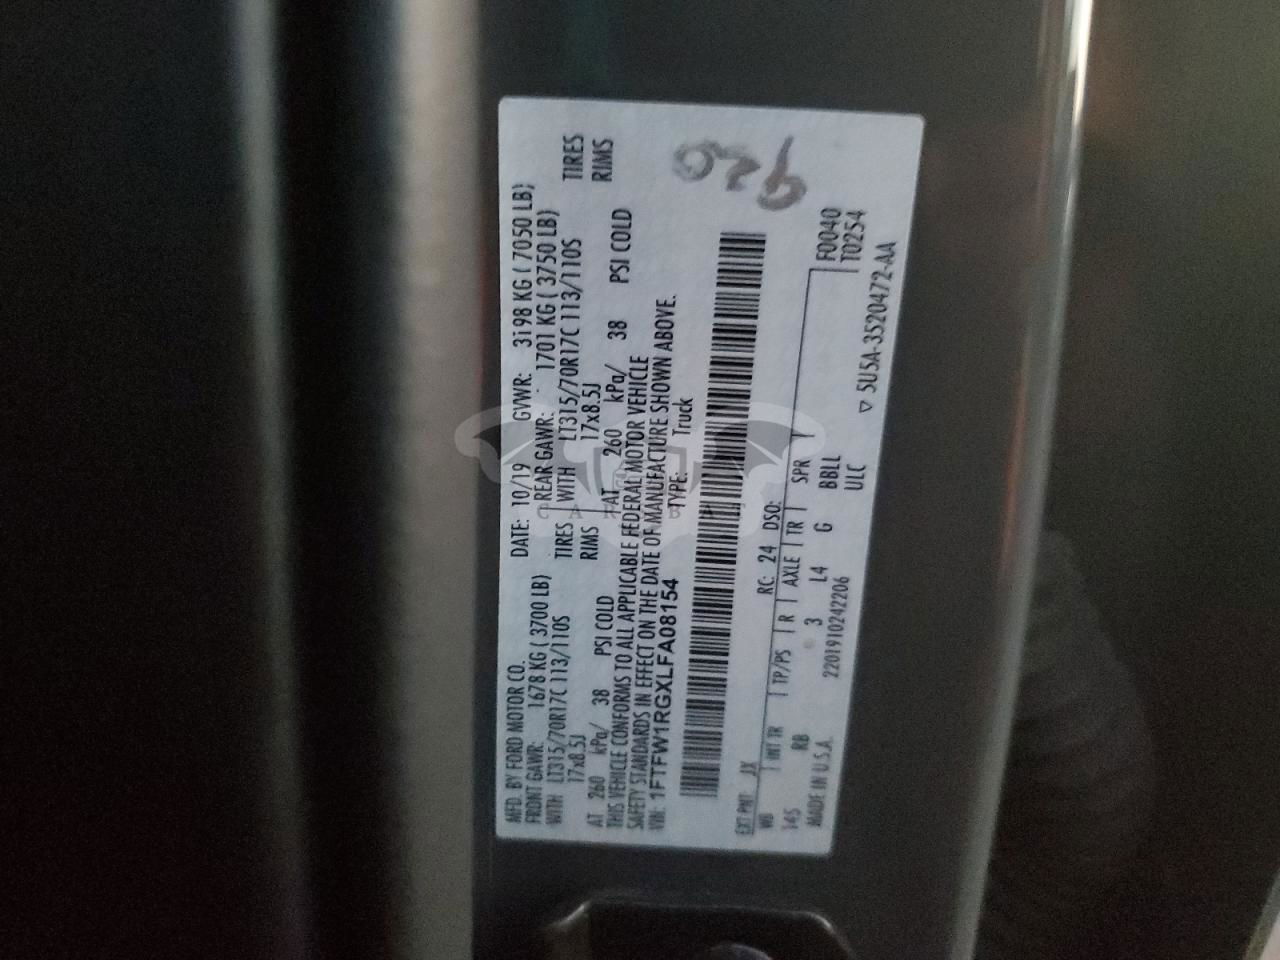 MFD. BY FORD MOTOR CO.
DATE: 10/19 GVWR: 3198 KG ( 7050 LB)
FRONT GAWR: 1678 KG ( 3700 LB) REAR GAWR: 1701 KG ( 3750 LB)
WITH LT315/70R17C 113/110S TIRES WITH LT315/70R17C 113/110S TIRES
17x8.5J RIMS 17x8.5J RIMS
AT 260 kPa/ 38 PSI COLD AT 260 kPa/ 38 PSI COLD
THIS VEHICLE CONFORMS TO ALL APPLICABLE FEDERAL MOTOR VEHICLE
SAFETY STANDARDS IN EFFECT ON THE DATE OF MANUFACTURE SHOWN ABOVE.
VIN: 1FTFW1RGXLFA08154
TYPE: Truck
926
EXT PNT: JX RC: 24 DSO: F0040
WB INT TR TP/PS R AXLE TR SPR T0254
145 RB 3 L4 G BBLL
ULC
MADE IN U.S.A. 2201910242206
▽ 5U5A-3520472-AA